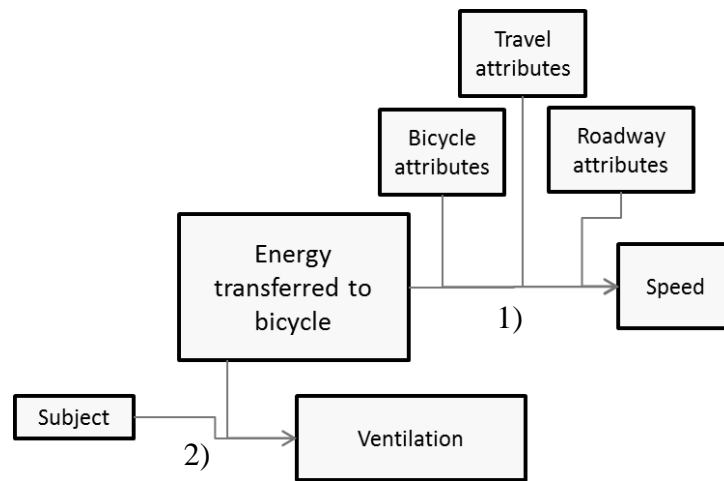 Travel
attributes
Bicycle
attributes
Roadway
attributes
Energy
transferred to
bicycle
Speed
1)
Subject
2)
Ventilation